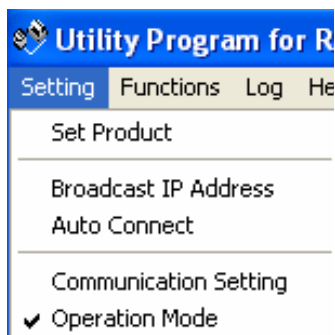 Utility Program for R
Setting Functions Log He
Set Product
Broadcast IP Address
Auto Connect
Communication Setting
✔ Operation Mode